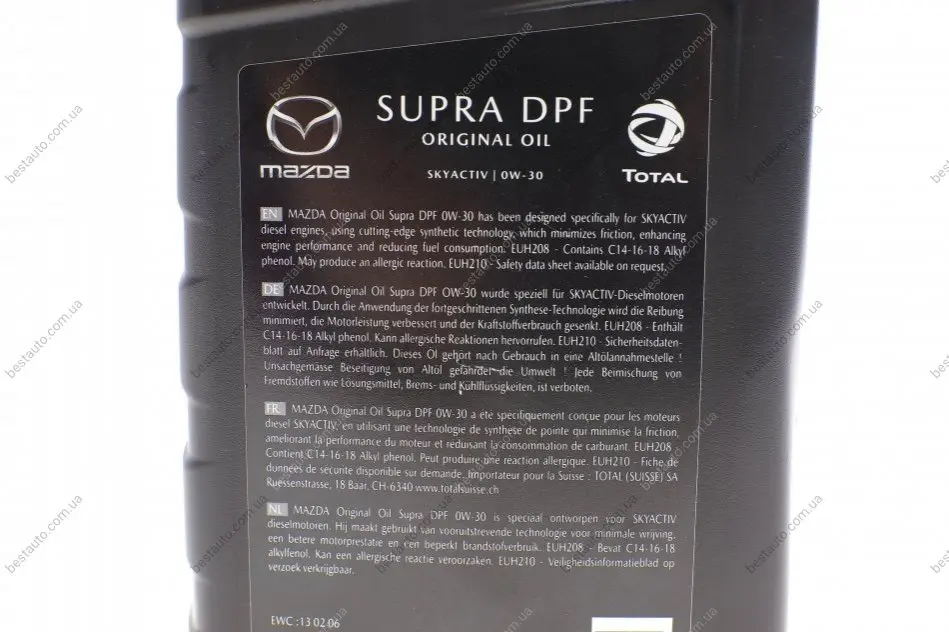 SUPRA DPF
ORIGINAL OIL
SKYACTIV | 0W-30
mazda
TOTAL
EN MAZDA Original Oil Supra DPF 0W-30 has been designed specifically for SKYACTIV
diesel engines, using cutting-edge synthetic technology which minimizes friction, enhancing
engine performance and reducing fuel consumption. EUH208 - Contains C14-16-18 Alkyl
phenol. May produce an allergic reaction. EUH210 - Safety data sheet available on request.
DE MAZDA Original Oil Supra DPF 0W-30 wurde speziell für SKYACTIV-Dieselmotoren
entwickelt. Durch die Anwendung der fortgeschrittenen Synthese-Technologie wird die Reibung
minimiert, die Motorleistung verbessert und der Kraftstoffverbrauch gesenkt. EUH208 - Enthält
C14-16-18 Alkyl phenol. Kann allergische Reaktionen hervorrufen. EUH210 - Sicherheitsdaten-
blatt auf Anfrage erhältlich. Dieses Öl gehört nach Gebrauch in eine Altölannahmestelle !
Unsachgemässe Beseitigung von Altöl gefährdet die Umwelt ! Jede Beimischung von
Fremdstoffen wie Lösungsmittel, Brems- und Kühlflussigkeiten, ist verboten.
FR MAZDA Original Oil Supra DPF 0W-30 a été spécifiquement conçue pour les moteurs
diesel SKYACTIV, en utilisant une technologie de synthèse de pointe qui minimise la friction,
ameliorant la performance du moteur et reduisant la consommation de carburant. EUH208
Contient C14-16-18 Alkyl phenol. Peut produire une réaction allergique. EUH210 - Fiche de
données de sécurité disponible sur demande. Importateur pour la Suisse : TOTAL (SUISSE) SA
Ruessenstrasse, 18 Baar, CH-6340 www.totalsuisse.ch
NL MAZDA Original Oil Supra DPF 0W-30 is speciaal ontworpen voor SKYACTIV
dieselmotoren. Hij maakt gebruikt van vooruitstrevende technologie voor minimale wrijving,
een betere motorprestatie en een beperkt brandstofverbruik. EUH208 - Bevat C14-16-18
alkylfenol. Kan een allergische reactie veroorzaken. EUH210 - Veiligheidsinformatieblad op
verzoek verkrijgbaar.
EWC :13 02 06
bestauto.com.ua